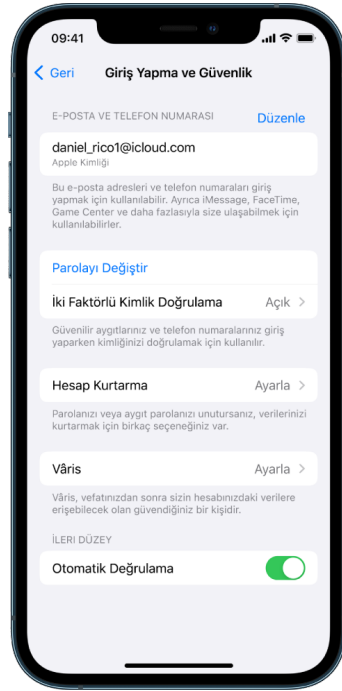 09:41
Geri
Giriş Yapma ve Güvenlik
E-POSTA VE TELEFON NUMARASI
Düzenle
daniel_rico1@icloud.com
Apple Kimliği
Bu e-posta adresleri ve telefon numaraları giriş
yapmak için kullanılabilir. Ayrıca iMessage, FaceTime,
Game Center ve daha fazlasıyla size ulaşabilmek için
kullanılabilirler.
Parolayı Değiştir
İki Faktörlü Kimlik Doğrulama
Açık
Güvenilir aygıtlarınız ve telefon numaralarınız giriş
yaparken kimliğinizi doğrulamak için kullanılır.
Hesap Kurtarma
Ayarla
Parolanızı veya aygıt parolanızı unutursanız, verilerinizi
kurtarmak için birkaç seçeneğiniz var.
Vâris
Ayarla
Vâris, vefatınızdan sonra sizin hesabınızdaki verilere
erişebilecek olan güvendiğiniz bir kişidir.
İLERI DÜZEY
Otomatik Değrulama